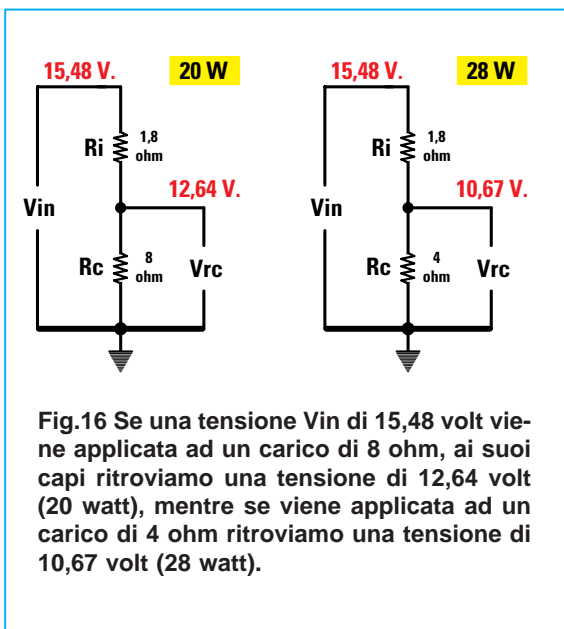 15,48 V. 20 W
Ri 1,8 ohm
12,64 V.
Vin
Rc 8 ohm Vrc
15,48 V. 28 W
Ri 1,8 ohm
10,67 V.
Vin
Rc 4 ohm Vrc
Fig.16 Se una tensione Vin di 15,48 volt vie-
ne applicata ad un carico di 8 ohm, ai suoi
capi ritroviamo una tensione di 12,64 volt
(20 watt), mentre se viene applicata ad un
carico di 4 ohm ritroviamo una tensione di
10,67 volt (28 watt).